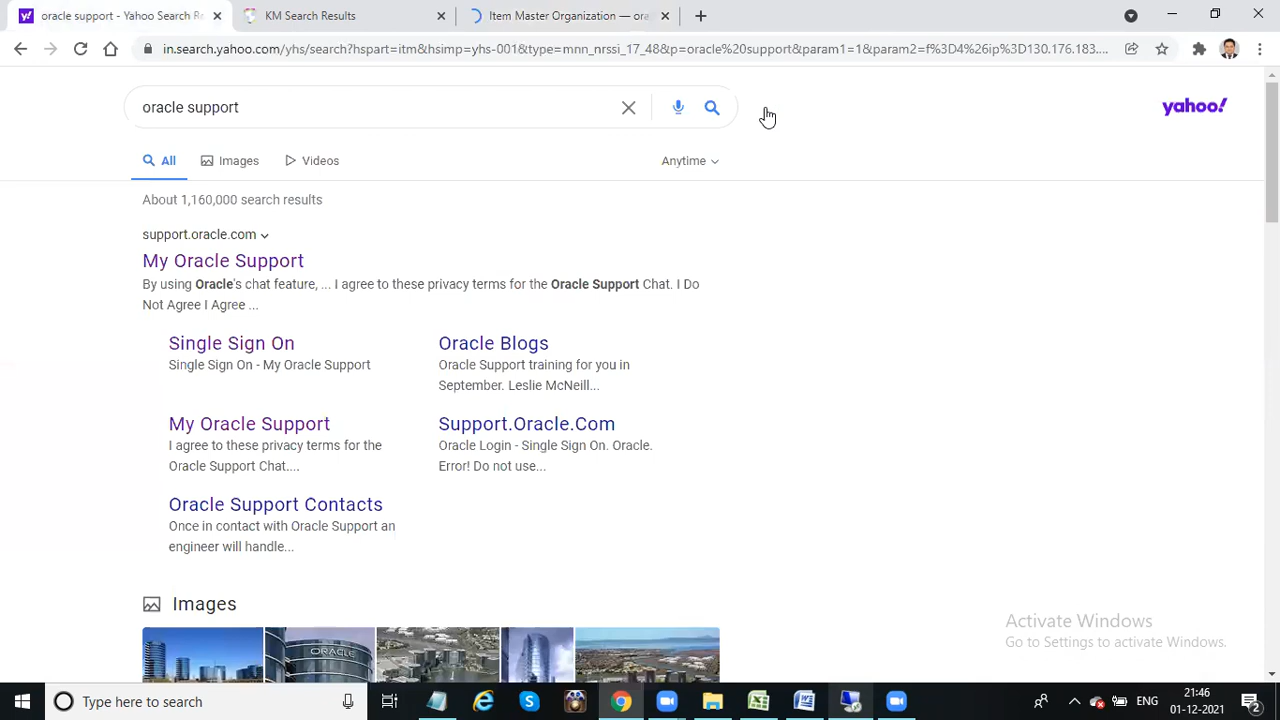 oracle support - Yahoo Search Re
KM Search Results
Item Master Organization — ora
in.search.yahoo.com/yhs/search?hspart=itm&hsimp=yhs-001&type=mnn_nrssi_17_48&p=oracle%20support&param1=1&param2=f%3D4%26ip%3D130.176.183....
oracle support
yahoo!
All
Images
Videos
Anytime
About 1,160,000 search results
support.oracle.com
My Oracle Support
By using Oracle's chat feature, ... I agree to these privacy terms for the Oracle Support Chat. I Do
Not Agree I Agree ...
Single Sign On
Single Sign On - My Oracle Support
Oracle Blogs
Oracle Support training for you in
September. Leslie McNeill...
My Oracle Support
I agree to these privacy terms for the
Oracle Support Chat....
Support.Oracle.Com
Oracle Login - Single Sign On. Oracle.
Error! Do not use...
Oracle Support Contacts
Once in contact with Oracle Support an
engineer will handle...
Images
ORACLE
Activate Windows
Go to Settings to activate Windows.
Type here to search
ENG
21:46
01-12-2021
2